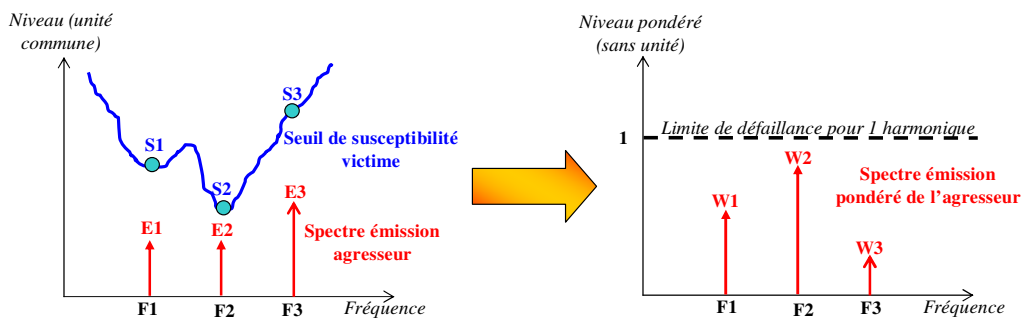 Niveau (unité
commune)
S1
S2
S3
Seuil de susceptibilité
victime
E1
E2
E3
Spectre émission
agresseur
F1
F2
F3
Fréquence
Niveau pondéré
(sans unité)
1
Limite de défaillance pour 1 harmonique
W1
W2
W3
Spectre émission
pondéré de l'agresseur
F1
F2
F3
Fréquence